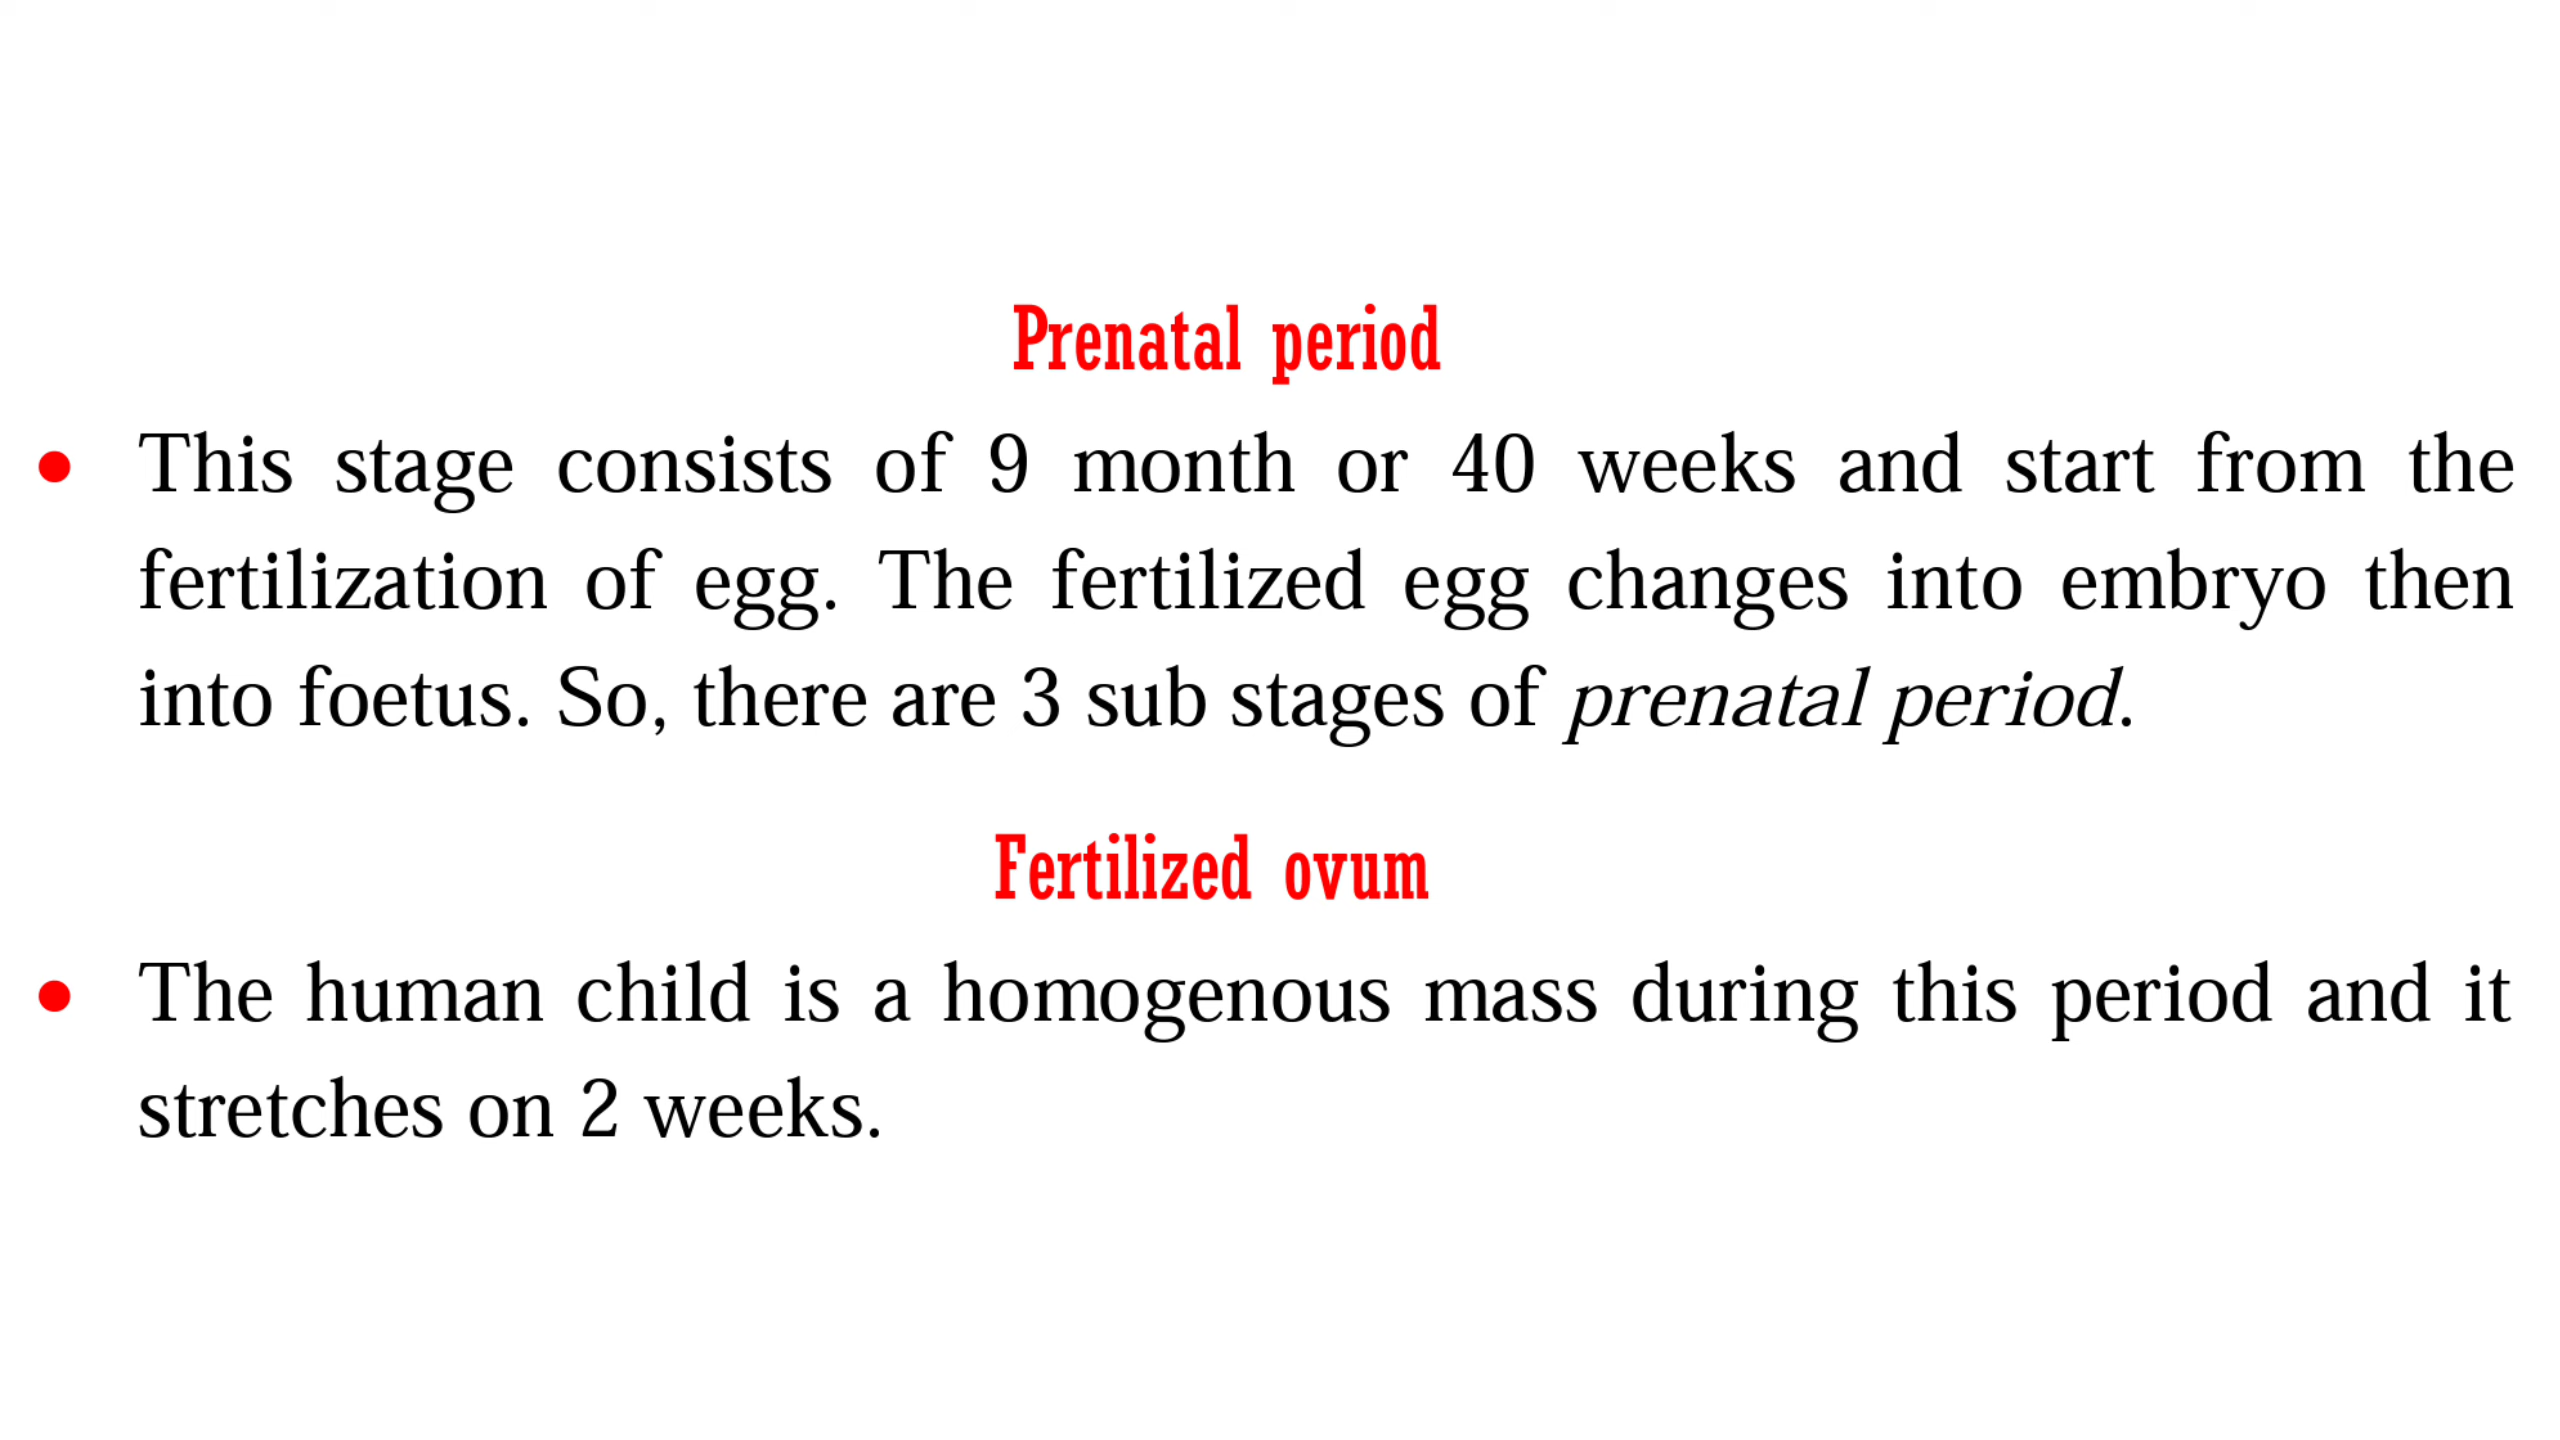 Prenatal period
• This stage consists of 9 month or 40 weeks and start from the
fertilization of egg. The fertilized egg changes into embryo then
into foetus. So, there are 3 sub stages of prenatal period.
Fertilized ovum
• The human child is a homogenous mass during this period and it
stretches on 2 weeks.